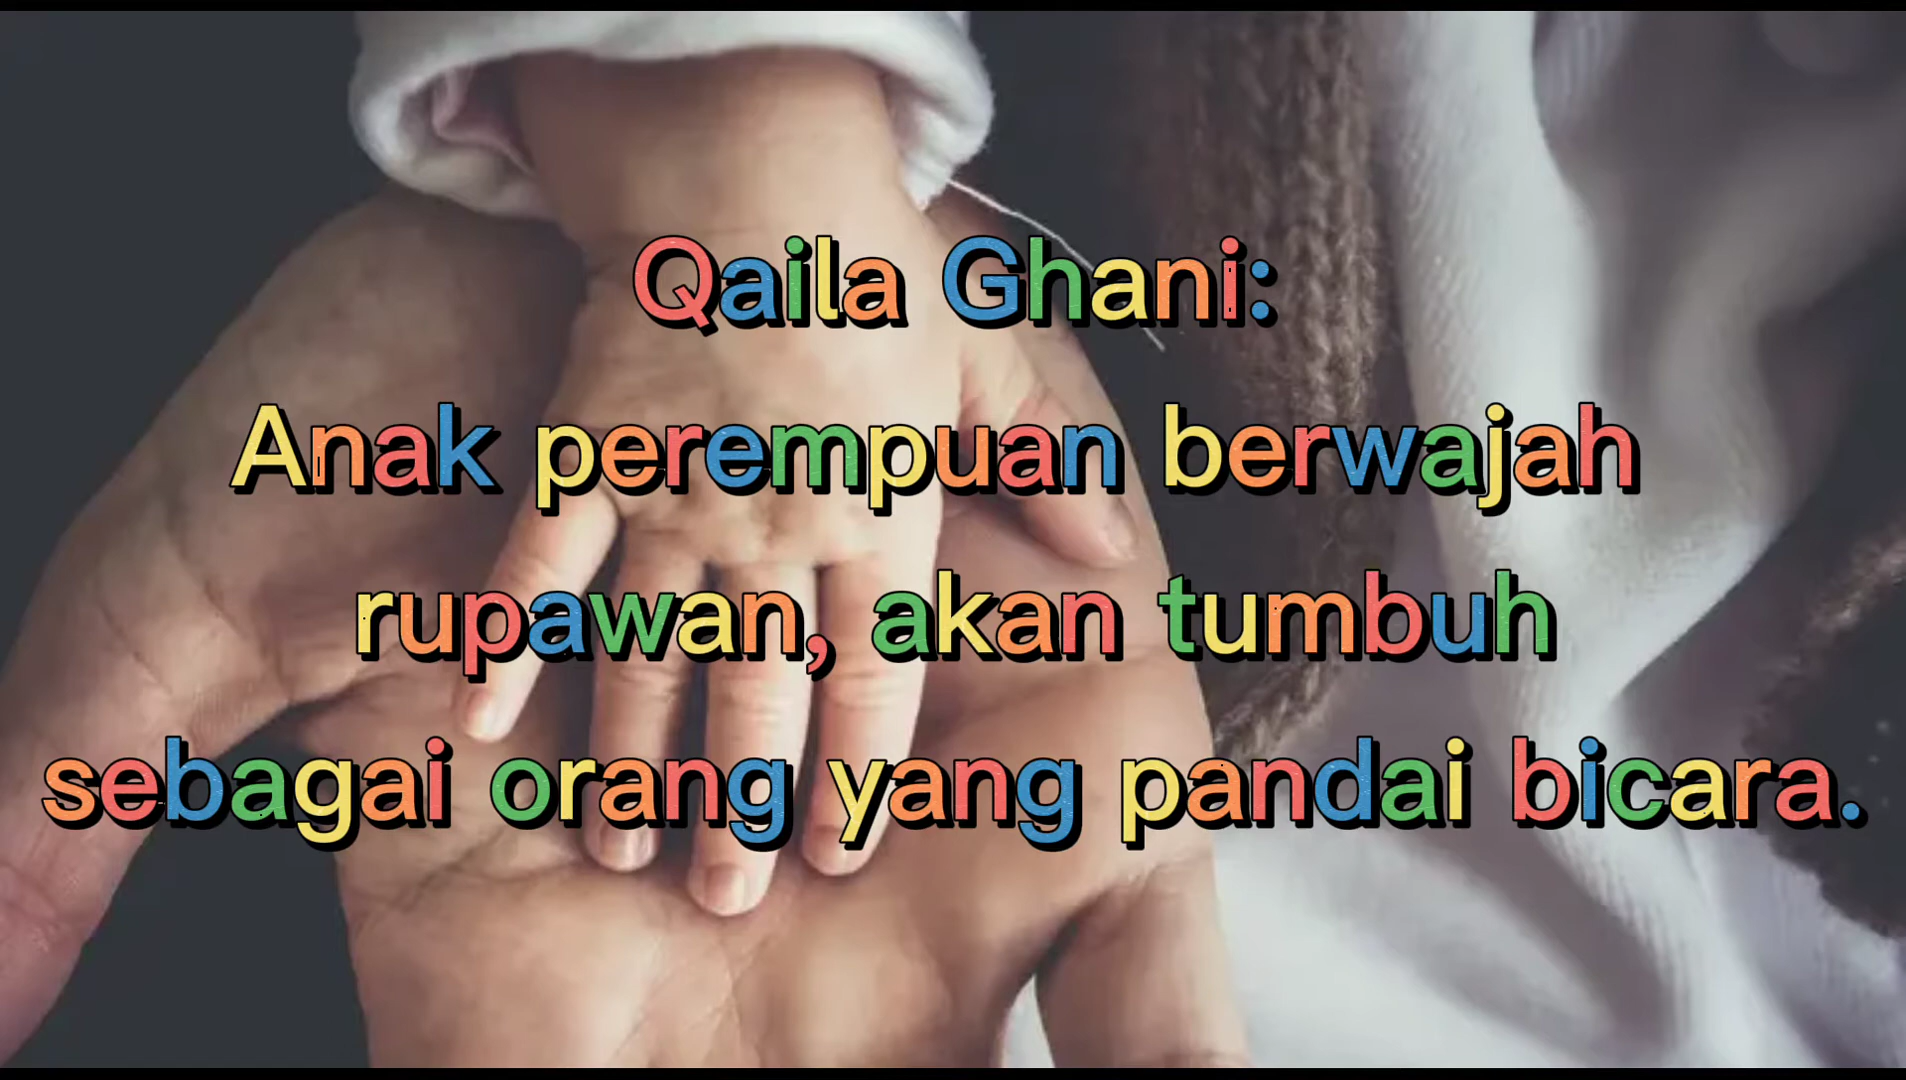 Qaila Ghani:
Anak perempuan berwajah
rupawan, akan tumbuh
sebagai orang yang pandai bicara.